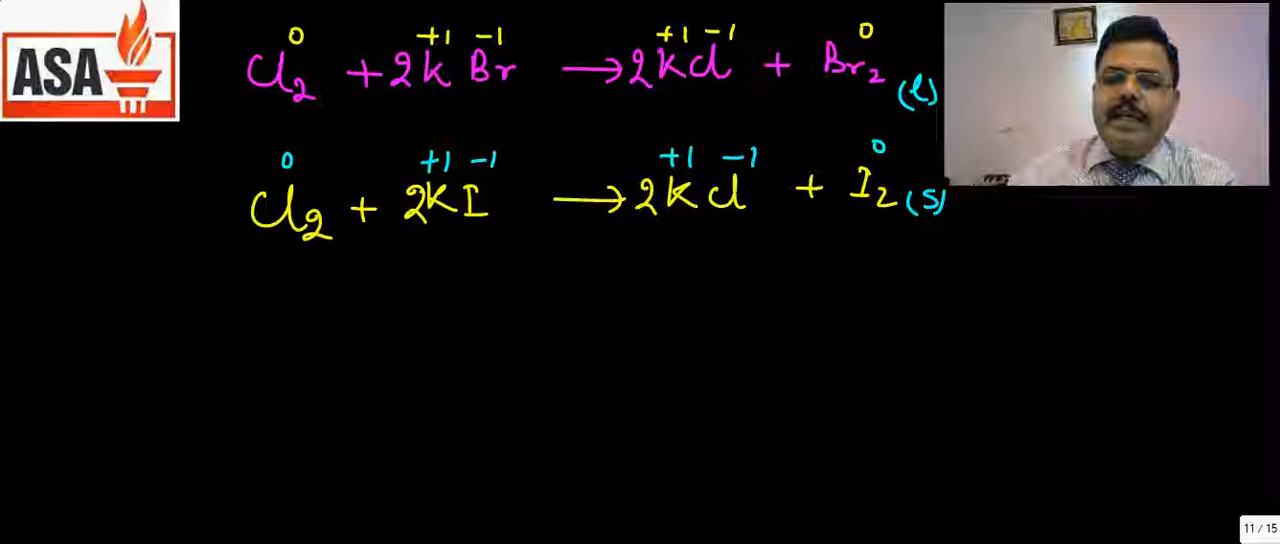 ASA
0 +1 -1 +1 -1 0
Cl2 + 2KBr → 2KCl + Br2 (l)
0 +1 -1 +1 -1 0
Cl2 + 2KI → 2KCl + I2 (s)
11 / 15